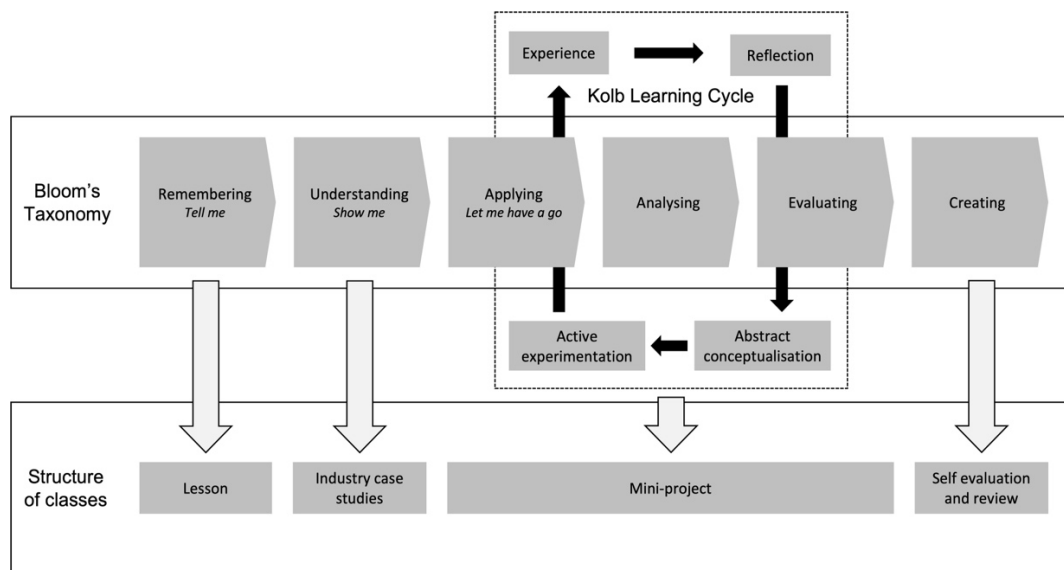 Experience
Reflection
Kolb Learning Cycle
Bloom's
Taxonomy
Remembering
Tell me
Understanding
Show me
Applying
Let me have a go
Analysing
Evaluating
Creating
Active
experimentation
Abstract
conceptualisation
Structure
of classes
Lesson
Industry case
studies
Mini-project
Self evaluation
and review